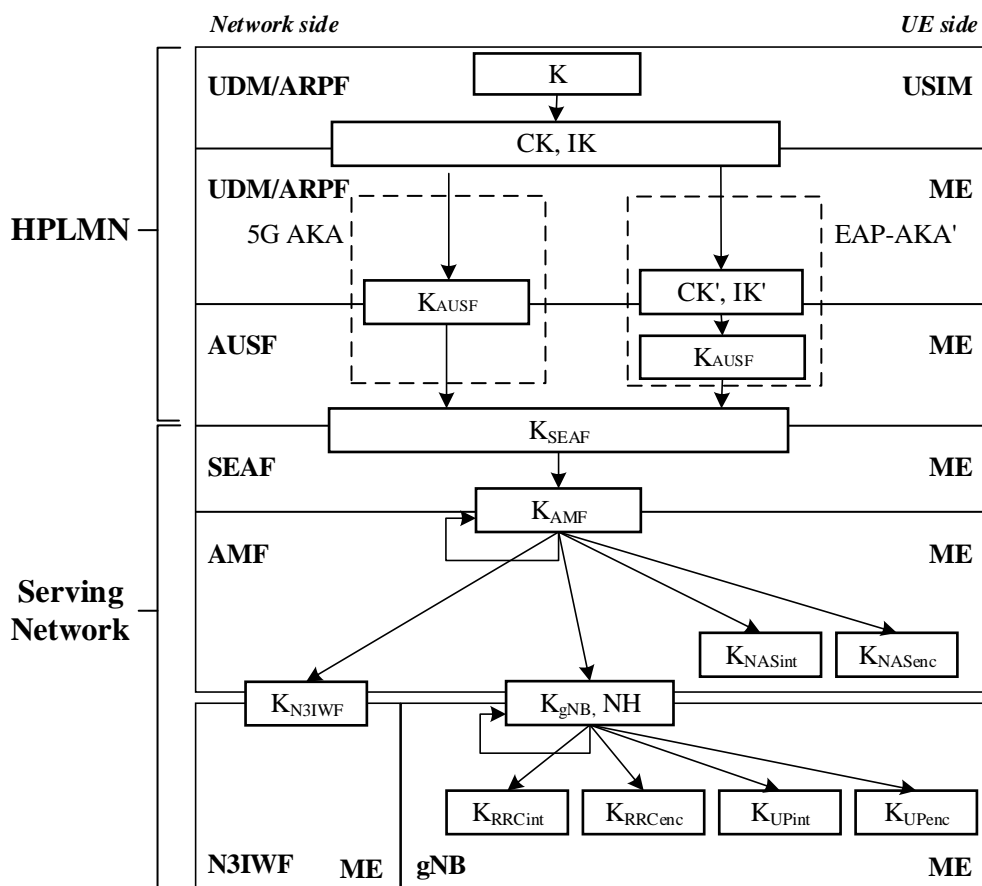 Network side
UE side
UDM/ARPF
K
USIM
CK, IK
UDM/ARPF
ME
HPLMN
5G AKA
EAP-AKA'
KAUSF
CK', IK'
AUSF
KAUSF
ME
KSEAF
SEAF
ME
KAMF
AMF
ME
Serving
Network
KNASint
KNASenc
KN3IWF
KgNB, NH
KRRCint
KRRCenc
KUPint
KUPenc
N3IWF
ME
gNB
ME